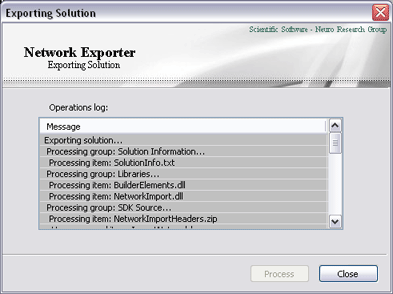 Exporting Solution
Scientific Software - Neuro Research Group
Network Exporter
Exporting Solution
Operations log:
Message
Exporting solution...
Processing group: Solution Information...
Processing item: SolutionInfo.txt
Processing group: Libraries...
Processing item: BuilderElements.dll
Processing item: NetworkImport.dll
Processing group: SDK Source...
Processing item: NetworkImportHeaders.zip
Process
Close